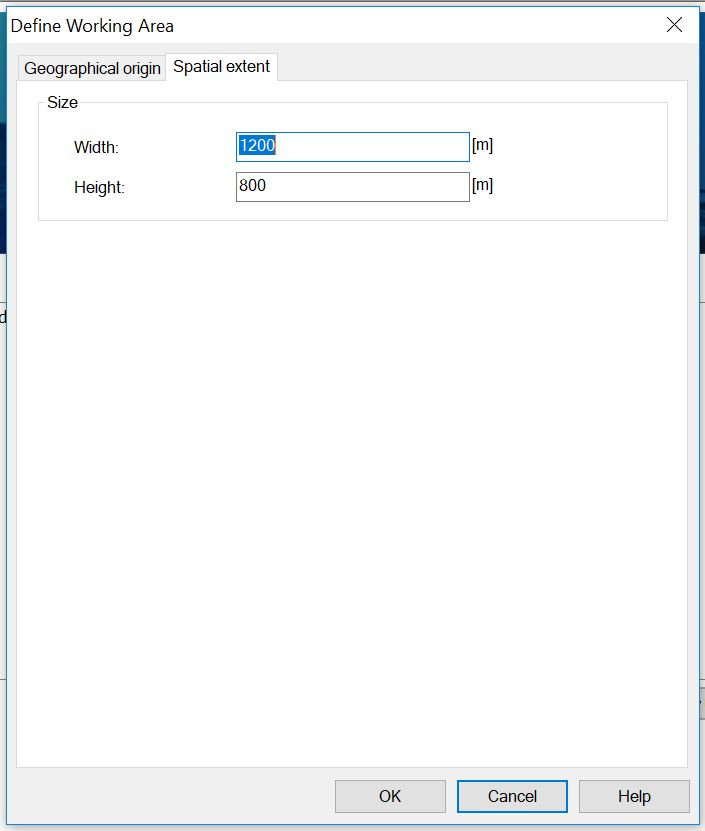 Define Working Area
Geographical origin Spatial extent
Size
Width: 1200 [m]
Height: 800 [m]
OK Cancel Help